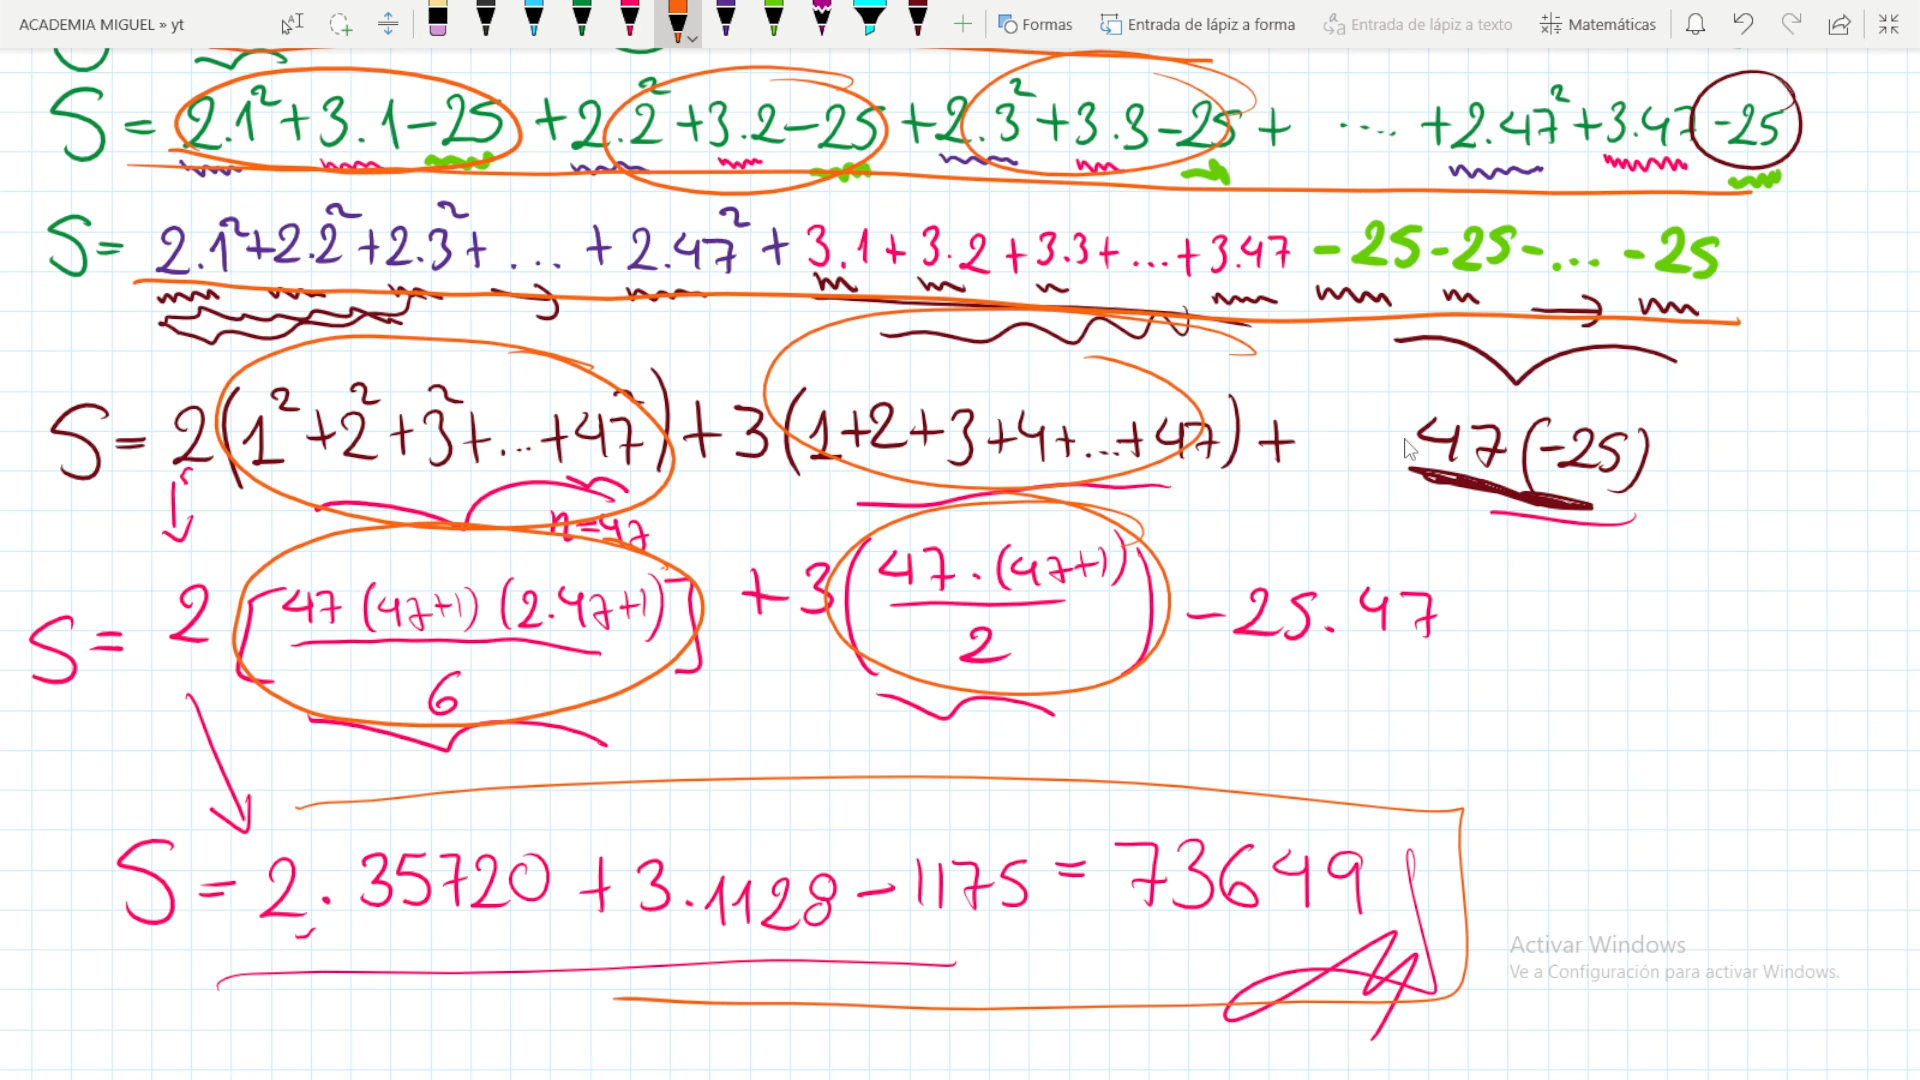 ACADEMIA MIGUEL » yt
Formas
Entrada de lápiz a forma
Entrada de lápiz a texto
Matemáticas
S = 2.1² + 3.1 - 25 + 2.2² + 3.2 - 25 + 2.3² + 3.3 - 25 + .... + 2.47² + 3.47 - 25
S = 2.1² + 2.2² + 2.3² + ... + 2.47² + 3.1 + 3.2 + 3.3 + ... + 3.47 - 25 - 25 - ... - 25
S = 2(1² + 2² + 3² + ... + 47²) + 3(1 + 2 + 3 + 4 + ... + 47) + 47(-25)
n = 47
S = 2 [47(47+1)(2.47+1)/6] + 3(47.(47+1)/2) - 25.47
S = 2.35720 + 3.1128 - 1175 = 73649
Activar Windows
Ve a Configuración para activar Windows.